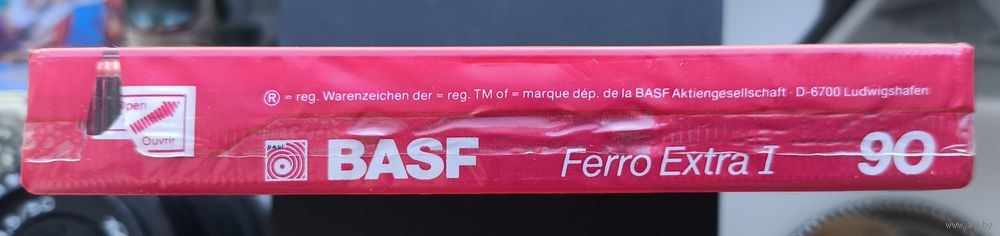 ® = reg. Warenzeichen der = reg. TM of = marque dép. de la BASF Aktiengesellschaft · D-6700 Ludwigshafen
Open
Ouvrir
BASF
BASF Ferro Extra I 90